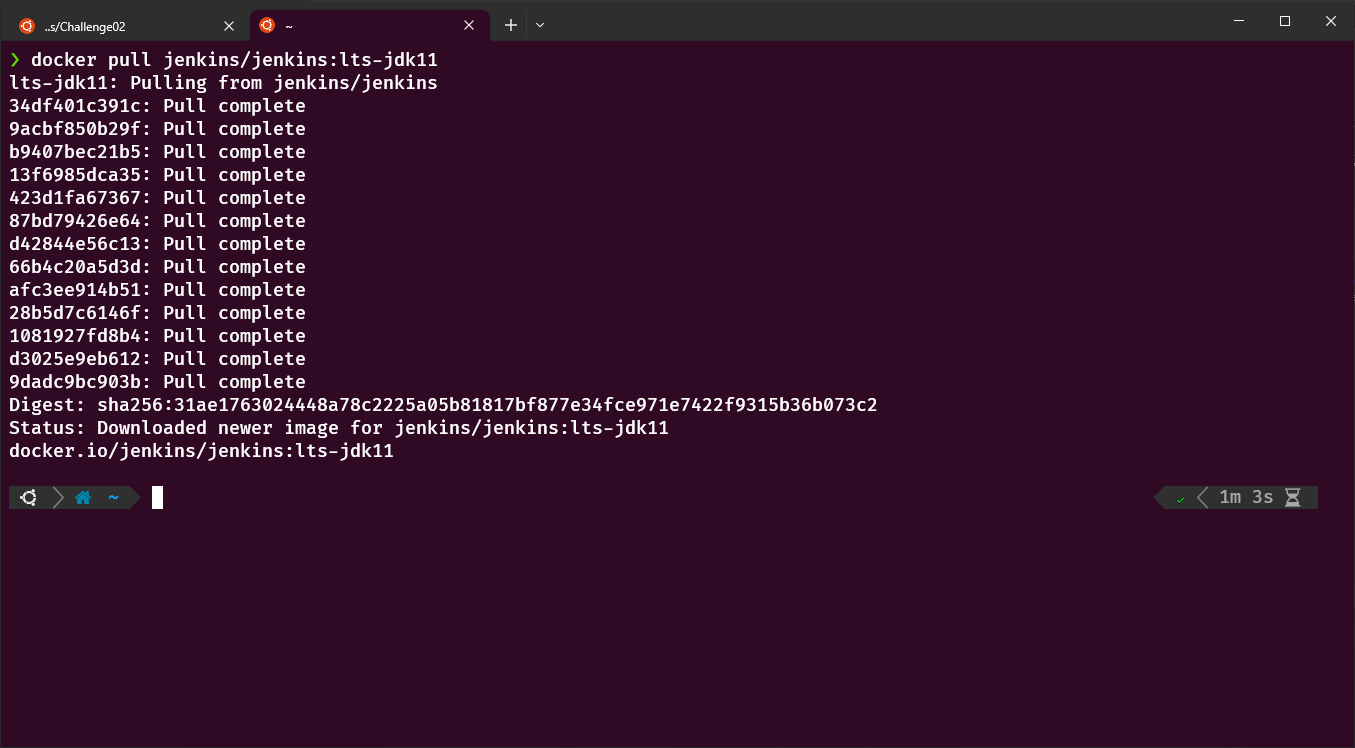 ..s/Challenge02
~
❯ docker pull jenkins/jenkins:lts-jdk11
lts-jdk11: Pulling from jenkins/jenkins
34df401c391c: Pull complete
9acbf850b29f: Pull complete
b9407bec21b5: Pull complete
13f6985dca35: Pull complete
423d1fa67367: Pull complete
87bd79426e64: Pull complete
d42844e56c13: Pull complete
66b4c20a5d3d: Pull complete
afc3ee914b51: Pull complete
28b5d7c6146f: Pull complete
1081927fd8b4: Pull complete
d3025e9eb612: Pull complete
9dadc9bc903b: Pull complete
Digest: sha256:31ae1763024448a78c2225a05b81817bf877e34fce971e7422f9315b36b073c2
Status: Downloaded newer image for jenkins/jenkins:lts-jdk11
docker.io/jenkins/jenkins:lts-jdk11
~ 1m 3s